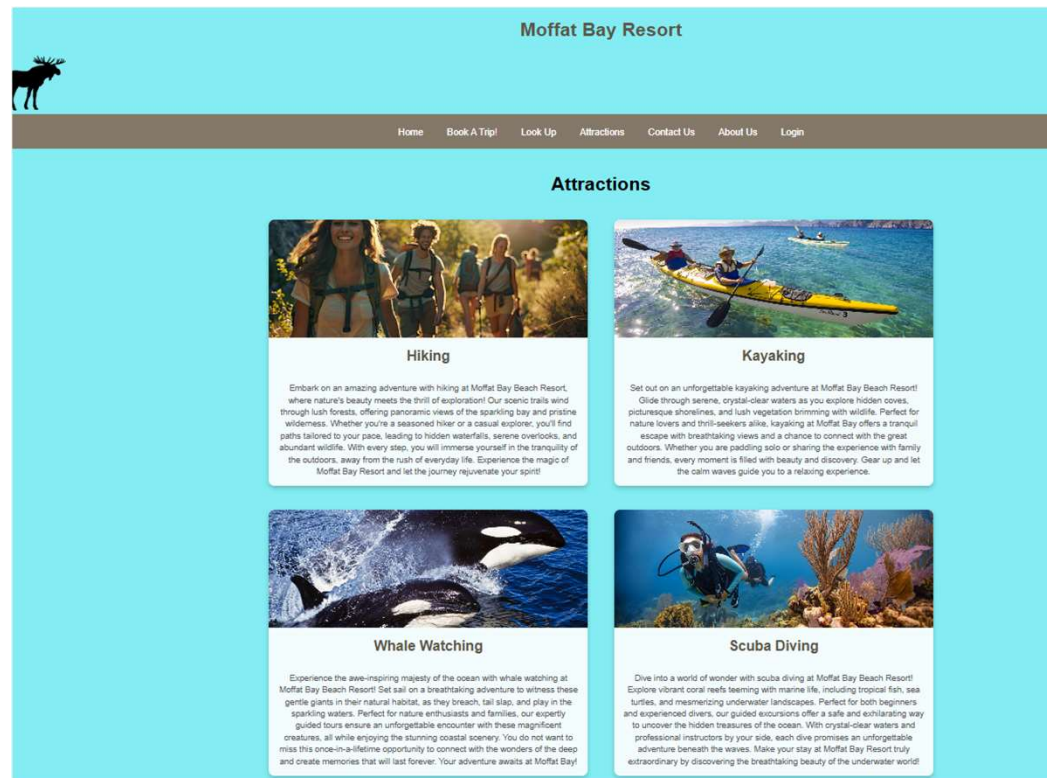 Moffat Bay Resort
Home Book A Trip! Look Up Attractions Contact Us About Us Login
Attractions
Hiking
Embark on an amazing adventure with hiking at Moffat Bay Beach Resort,
where nature's beauty meets the thrill of exploration! Our scenic trails wind
through lush forests, offering panoramic views of the sparkling bay and pristine
wilderness. Whether you're a seasoned hiker or a casual explorer, you'll find
paths tailored to your pace, leading to hidden waterfalls, serene overlooks, and
abundant wildlife. With every step, you will immerse yourself in the tranquility of
the outdoors, away from the rush of everyday life. Experience the magic of
Moffat Bay Resort and let the journey rejuvenate your spirit!
Kayaking
Set out on an unforgettable kayaking adventure at Moffat Bay Beach Resort!
Glide through serene, crystal-clear waters as you explore hidden coves,
picturesque shorelines, and lush vegetation brimming with wildlife. Perfect for
nature lovers and thrill-seekers alike, kayaking at Moffat Bay offers a tranquil
escape with breathtaking views and a chance to connect with the great
outdoors. Whether you are paddling solo or sharing the experience with family
and friends, every moment is filled with beauty and discovery. Gear up and let
the calm waves guide you to a relaxing experience.
Whale Watching
Experience the awe-inspiring majesty of the ocean with whale watching at
Moffat Bay Beach Resort! Set sail on a breathtaking adventure to witness these
gentle giants in their natural habitat, as they breach, tail slap, and play in the
sparkling waters. Perfect for nature enthusiasts and families, our expertly
guided tours ensure an unforgettable encounter with these magnificent
creatures, all while enjoying the stunning coastal scenery. You do not want to
miss this once-in-a-lifetime opportunity to connect with the wonders of the deep
and create memories that will last forever. Your adventure awaits at Moffat Bay!
Scuba Diving
Dive into a world of wonder with scuba diving at Moffat Bay Beach Resort!
Explore vibrant coral reefs teeming with marine life, including tropical fish, sea
turtles, and mesmerizing underwater landscapes. Perfect for both beginners
and experienced divers, our guided excursions offer a safe and exhilarating way
to uncover the hidden treasures of the ocean. With crystal-clear waters and
professional instructors by your side, each dive promises an unforgettable
adventure beneath the waves. Make your stay at Moffat Bay Resort truly
extraordinary by discovering the breathtaking beauty of the underwater world!